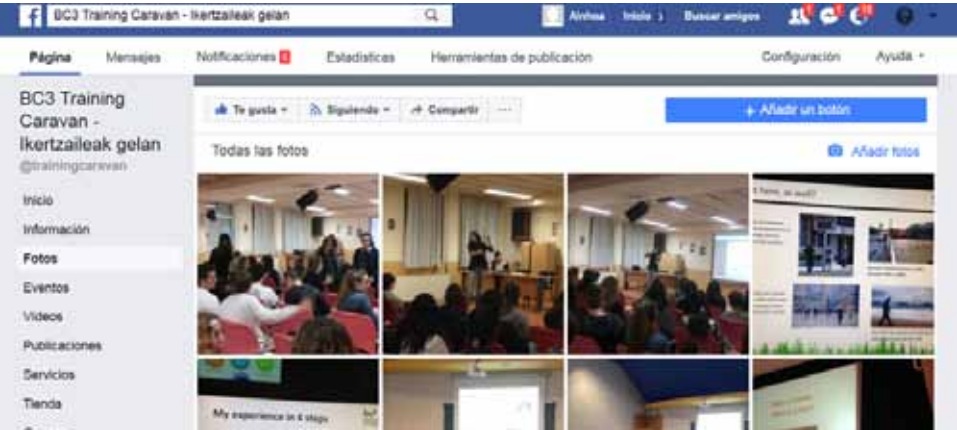 BC3 Training Caravan - Ikertzaileak gelan
Ainhoa Inicio Buscar amigos
Página Mensajes Notificaciones Estadísticas Herramientas de publicación Configuración Ayuda
BC3 Training
Caravan -
Ikertzaileak gelan
@trainingcaravan
Te gusta Siguiendo Compartir ... + Añadir un botón
Todas las fotos Añadir fotos
Inicio
Información
Fotos
Eventos
Vídeos
Publicaciones
Servicios
Tienda
My experience in 4 steps